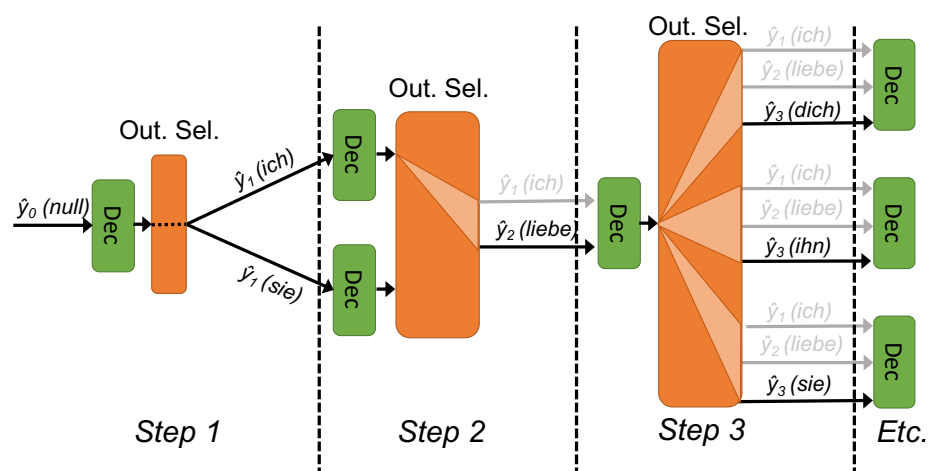 Out. Sel.
ŷ₀ (null)
Dec
ŷ₁ (ich)
ŷ₁ (sie)
Step 1
Out. Sel.
Dec
Dec
ŷ₁ (ich)
ŷ₂ (liebe)
Step 2
Out. Sel.
Dec
ŷ₁ (ich)
ŷ₂ (liebe)
ŷ₃ (dich)
ŷ₁ (ich)
ŷ₂ (liebe)
ŷ₃ (ihn)
ŷ₁ (ich)
ŷ₂ (liebe)
ŷ₃ (sie)
Step 3
Dec
Dec
Dec
Etc.